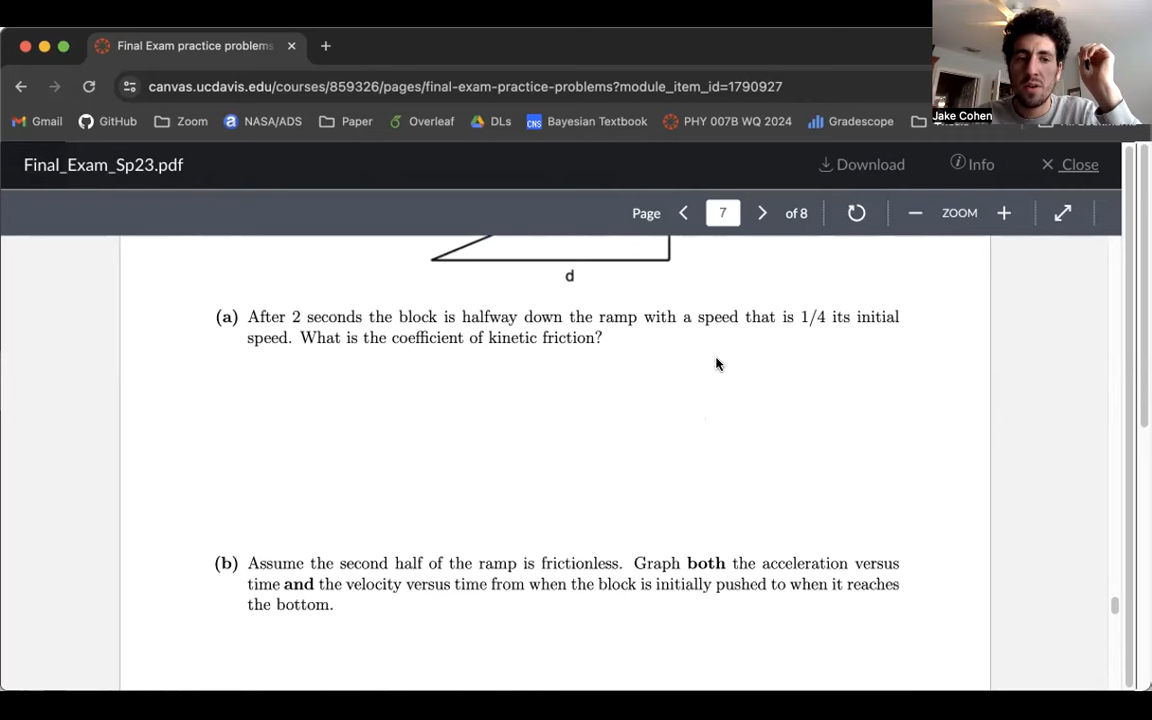 Final Exam practice problems
canvas.ucdavis.edu/courses/859326/pages/final-exam-practice-problems?module_item_id=1790927
Jake Cohen
Gmail GitHub Zoom NASA/ADS Paper Overleaf DLs CNS Bayesian Textbook PHY 007B WQ 2024 Gradescope
Final_Exam_Sp23.pdf Download Info Close
Page 7 of 8 ZOOM
d
(a) After 2 seconds the block is halfway down the ramp with a speed that is 1/4 its initial
speed. What is the coefficient of kinetic friction?
(b) Assume the second half of the ramp is frictionless. Graph both the acceleration versus
time and the velocity versus time from when the block is initially pushed to when it reaches
the bottom.